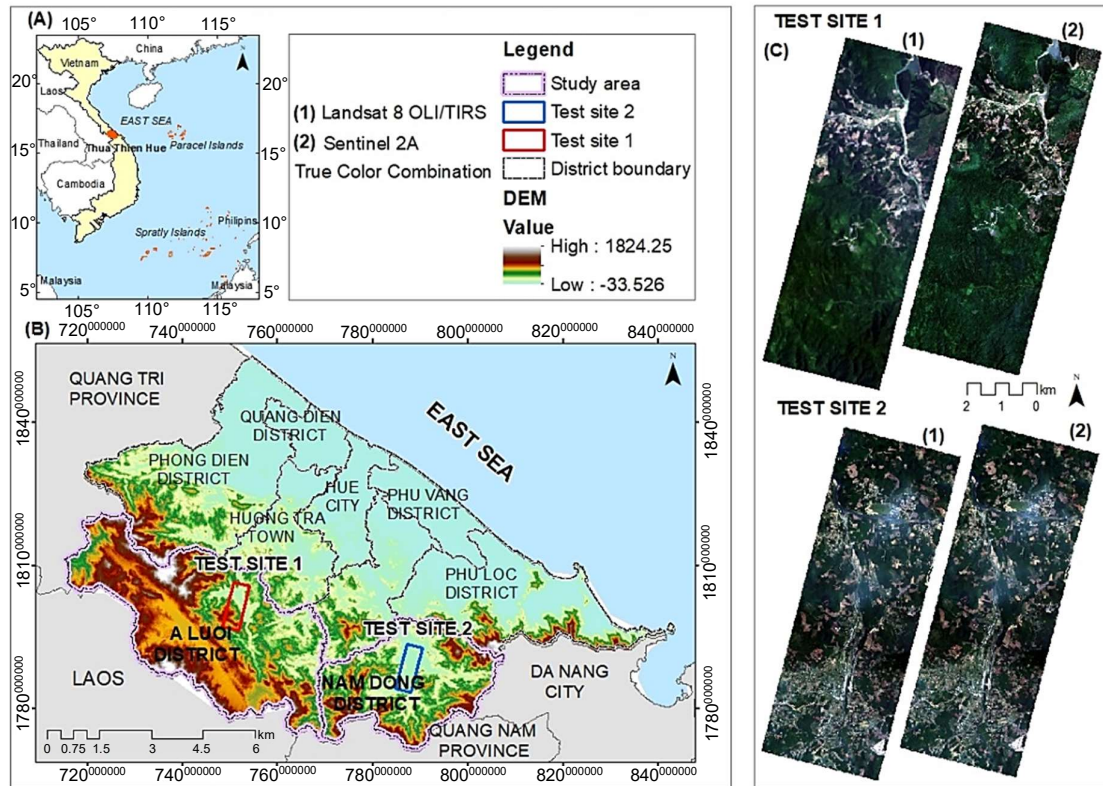 (A)
105° 110° 115°
China
20°
Vietnam
Laos
EAST SEA
15°
Thailand
Thua Thien Hue
Paracel Islands
Cambodia
10°
Philipins
Spratly Islands
5°
Malaysia
Malaysia
105° 110° 115°
20°
15°
10°
5°
N
(1) Landsat 8 OLI/TIRS
(2) Sentinel 2A
True Color Combination
Legend
Study area
Test site 2
Test site 1
District boundary
DEM
Value
High : 1824.25
Low : -33.526
(B)
720000000 740000000 760000000 780000000 800000000 820000000 840000000
1840000000
1810000000
1780000000
QUANG TRI
PROVINCE
QUANG DIEN
DISTRICT
EAST SEA
N
PHONG DIEN
DISTRICT
HUE
CITY
PHU VANG
DISTRICT
HUONG TRA
TOWN
TEST SITE 1
PHU LOC
DISTRICT
A LUOI
DISTRICT
TEST SITE 2
LAOS
NAM DONG
DISTRICT
DA NANG
CITY
QUANG NAM
PROVINCE
km
0 0.75 1.5 3 4.5 6
1840000000
1810000000
1780000000
720000000 740000000 760000000 780000000 800000000 820000000 840000000
TEST SITE 1
(C)
(1)
(2)
km
2 1 0
N
TEST SITE 2
(1)
(2)